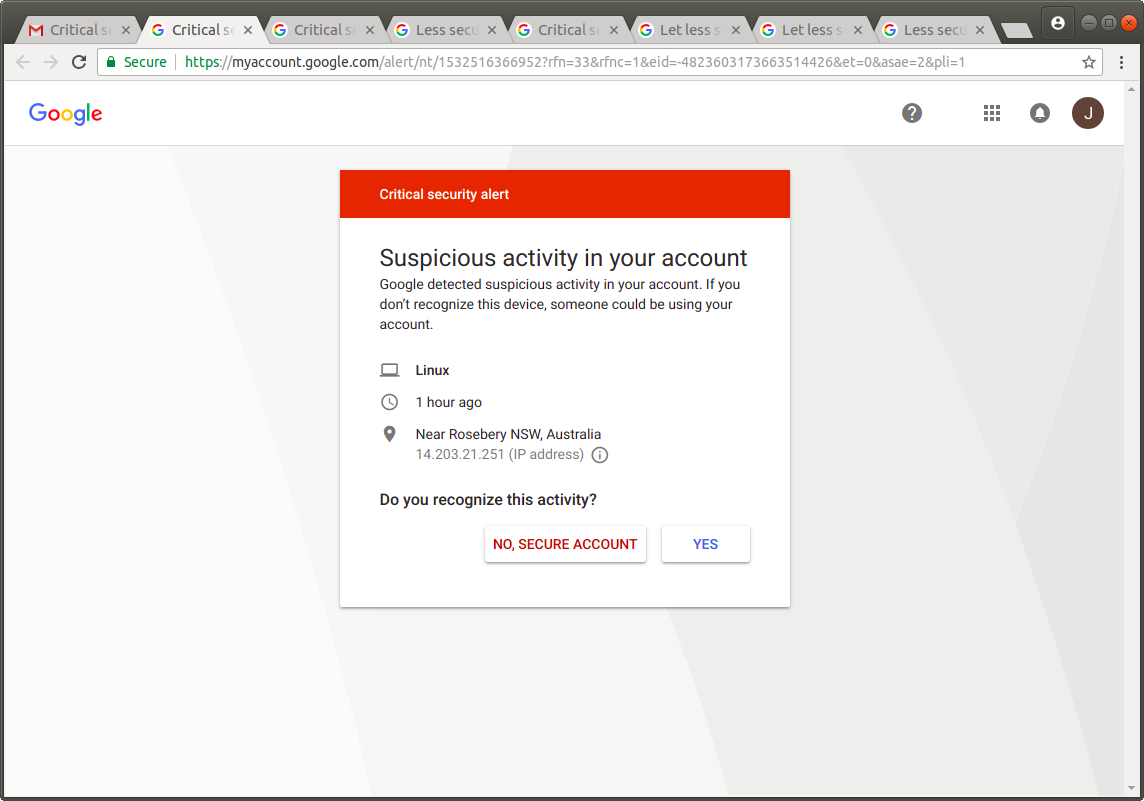 Critical se
Critical se
Critical se
Less secu
Critical se
Let less s
Let less s
Less secu
Secure
https://myaccount.google.com/alert/nt/1532516366952?rfn=33&rfnc=1&eid=-4823603173663514426&et=0&asae=2&pli=1
Google
J
Critical security alert
Suspicious activity in your account
Google detected suspicious activity in your account. If you
don’t recognize this device, someone could be using your
account.
Linux
1 hour ago
Near Rosebery NSW, Australia
14.203.21.251 (IP address)
Do you recognize this activity?
NO, SECURE ACCOUNT
YES